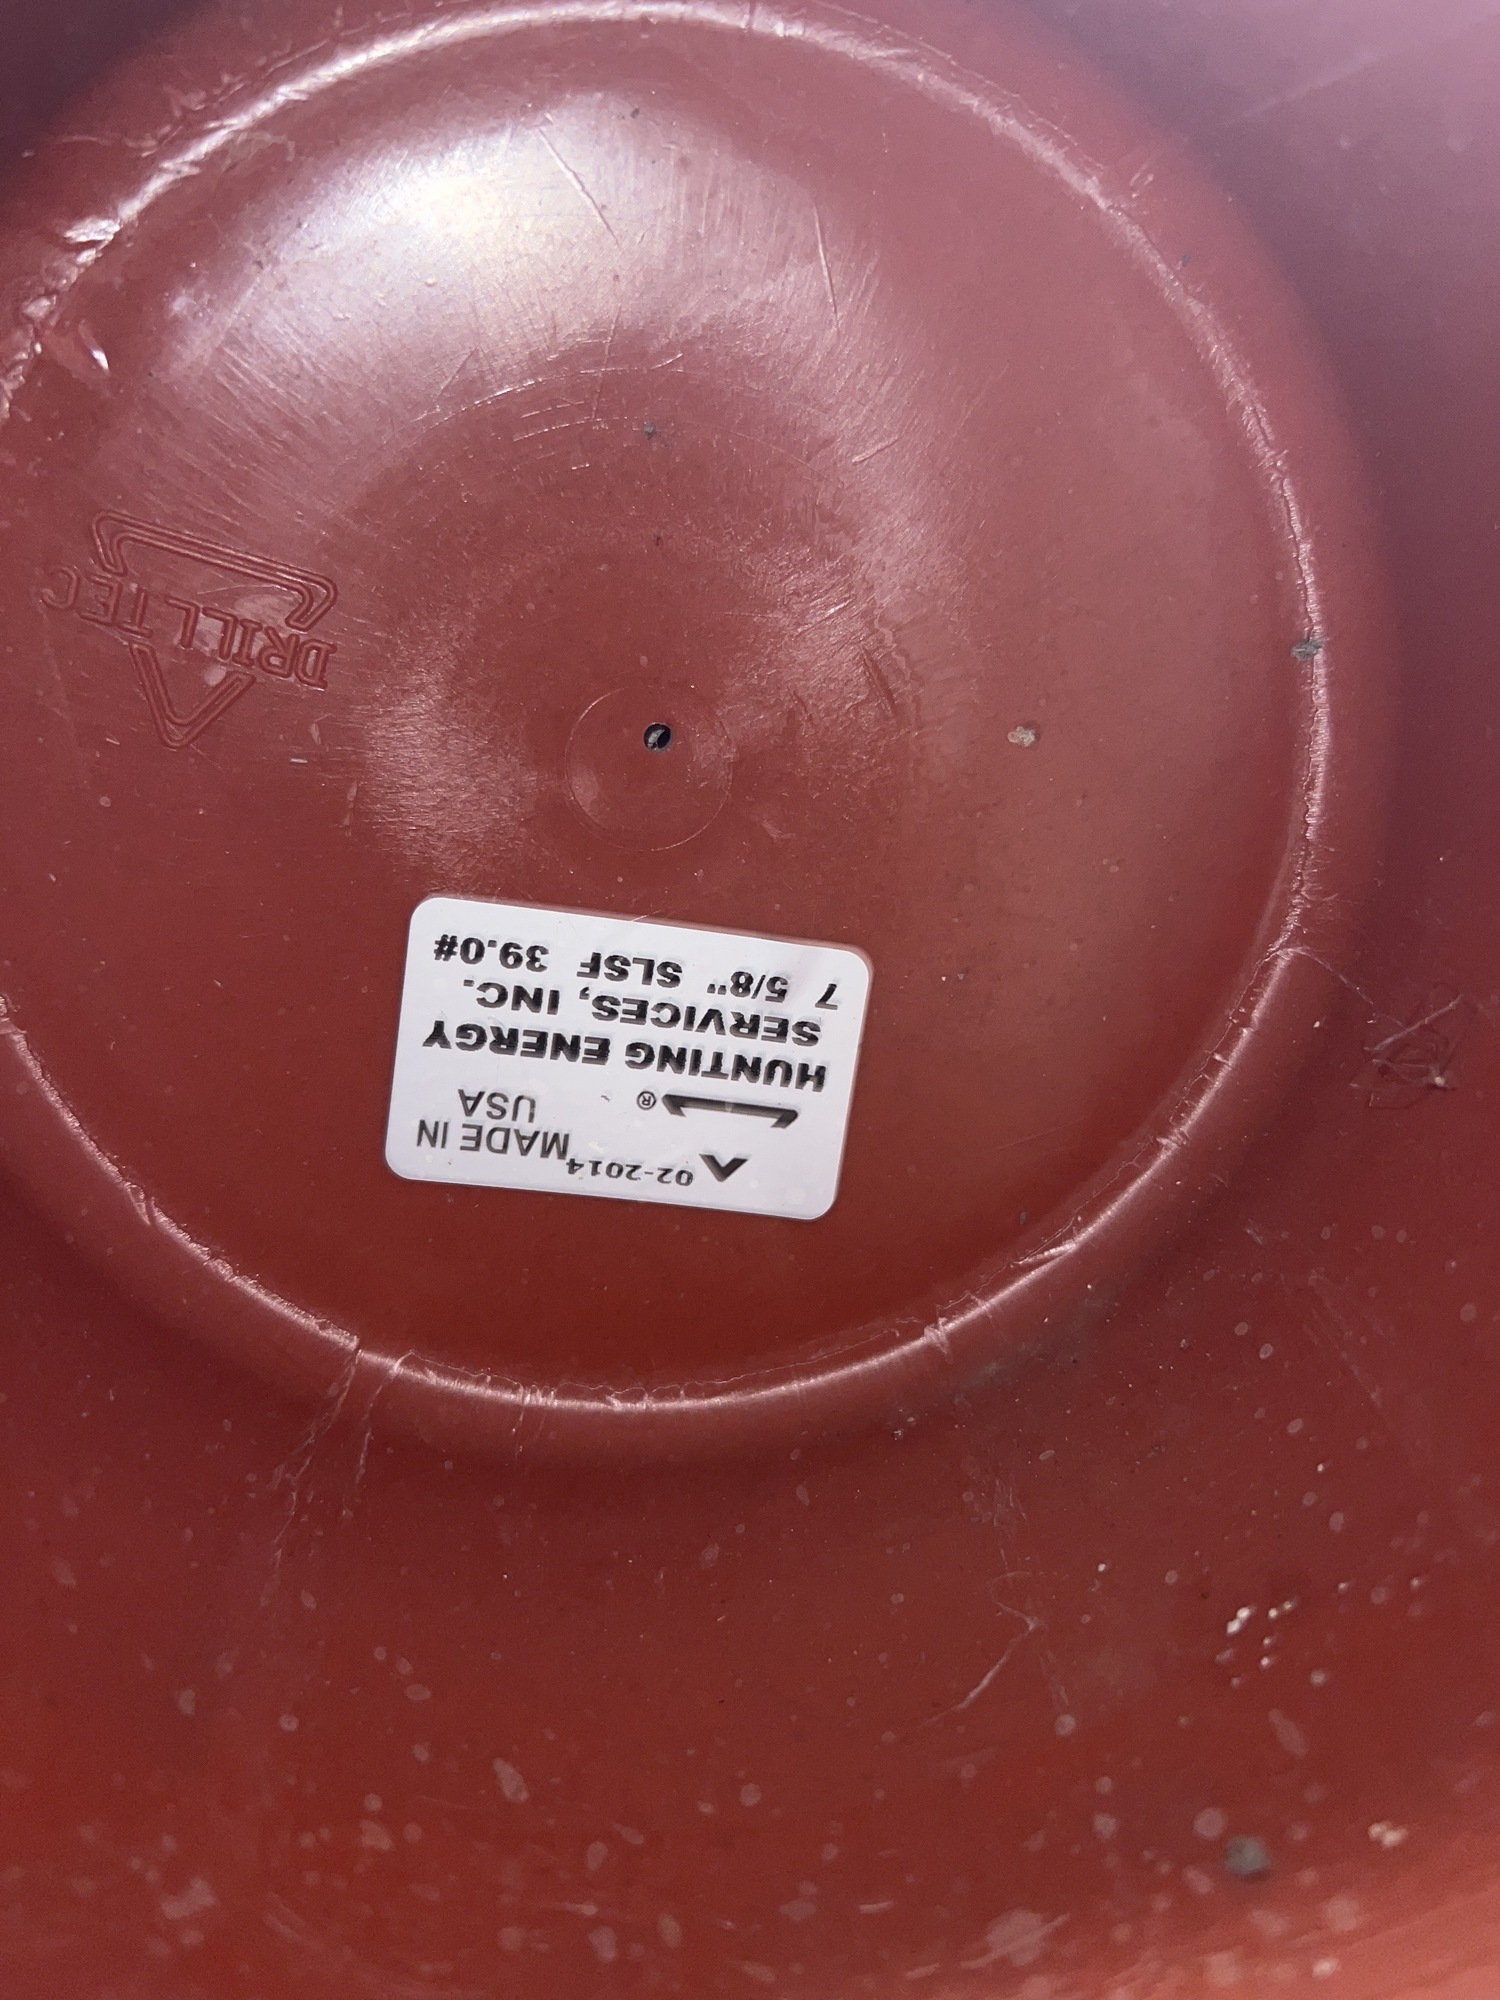 02-2014
MADE IN
USA
®
HUNTING ENERGY
SERVICES, INC.
7 5/8" SLSF 39.0#
DRILLTEC